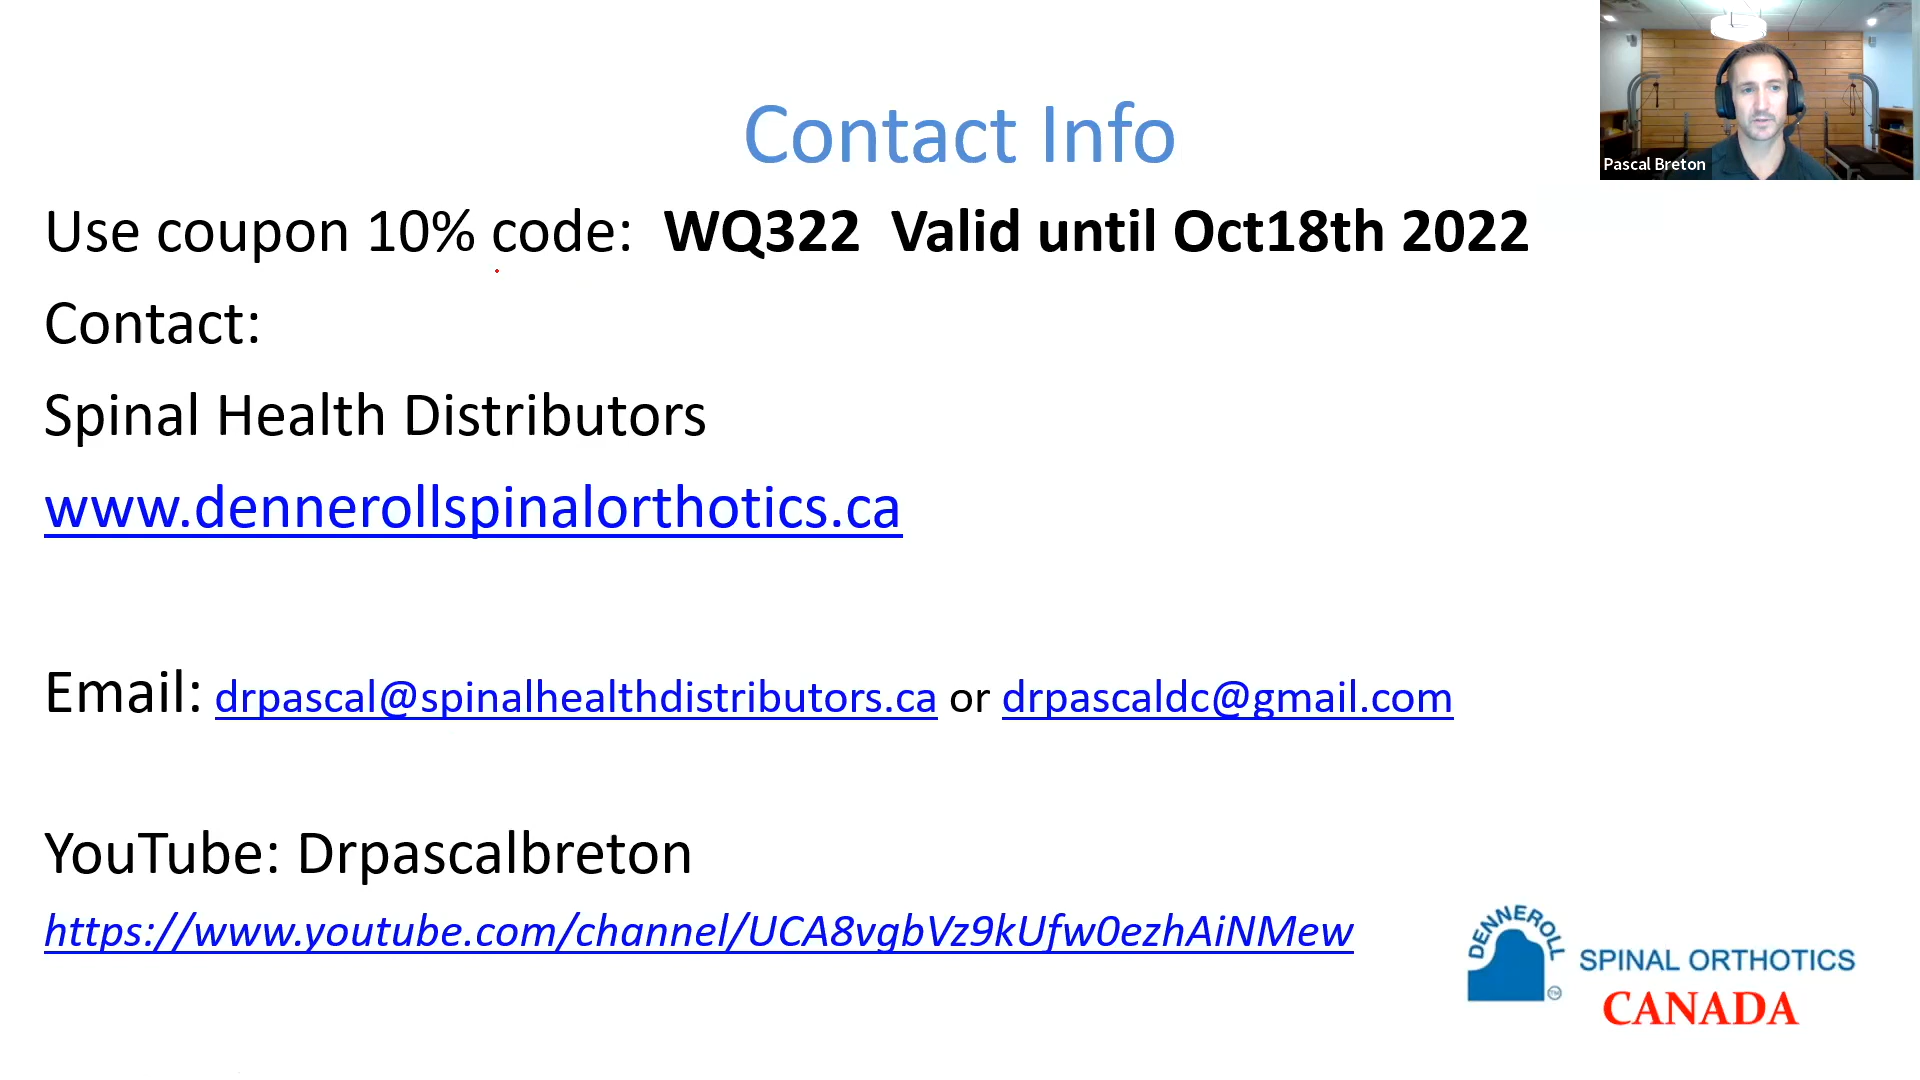 Contact Info
Pascal Breton
Use coupon 10% code: WQ322 Valid until Oct18th 2022
Contact:
Spinal Health Distributors
www.dennerollspinalorthotics.ca
Email: drpascal@spinalhealthdistributors.ca or drpascaldc@gmail.com
YouTube: Drpascalbreton
https://www.youtube.com/channel/UCA8vgbVz9kUfw0ezhAiNMew
DENNEROLL
SPINAL ORTHOTICS
TM
CANADA